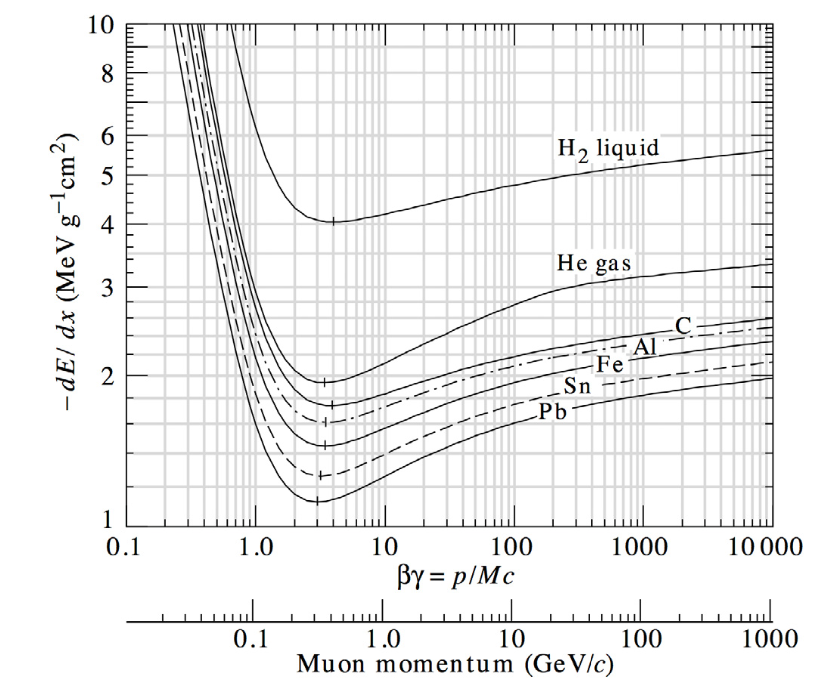 10
8
6
5
4
3
2
1
−dE/dx (MeV g⁻¹cm²)
H₂ liquid
He gas
C
Al
Fe
Sn
Pb
0.1 1.0 10 100 1000 10000
βγ = p/Mc
0.1 1.0 10 100 1000
Muon momentum (GeV/c)